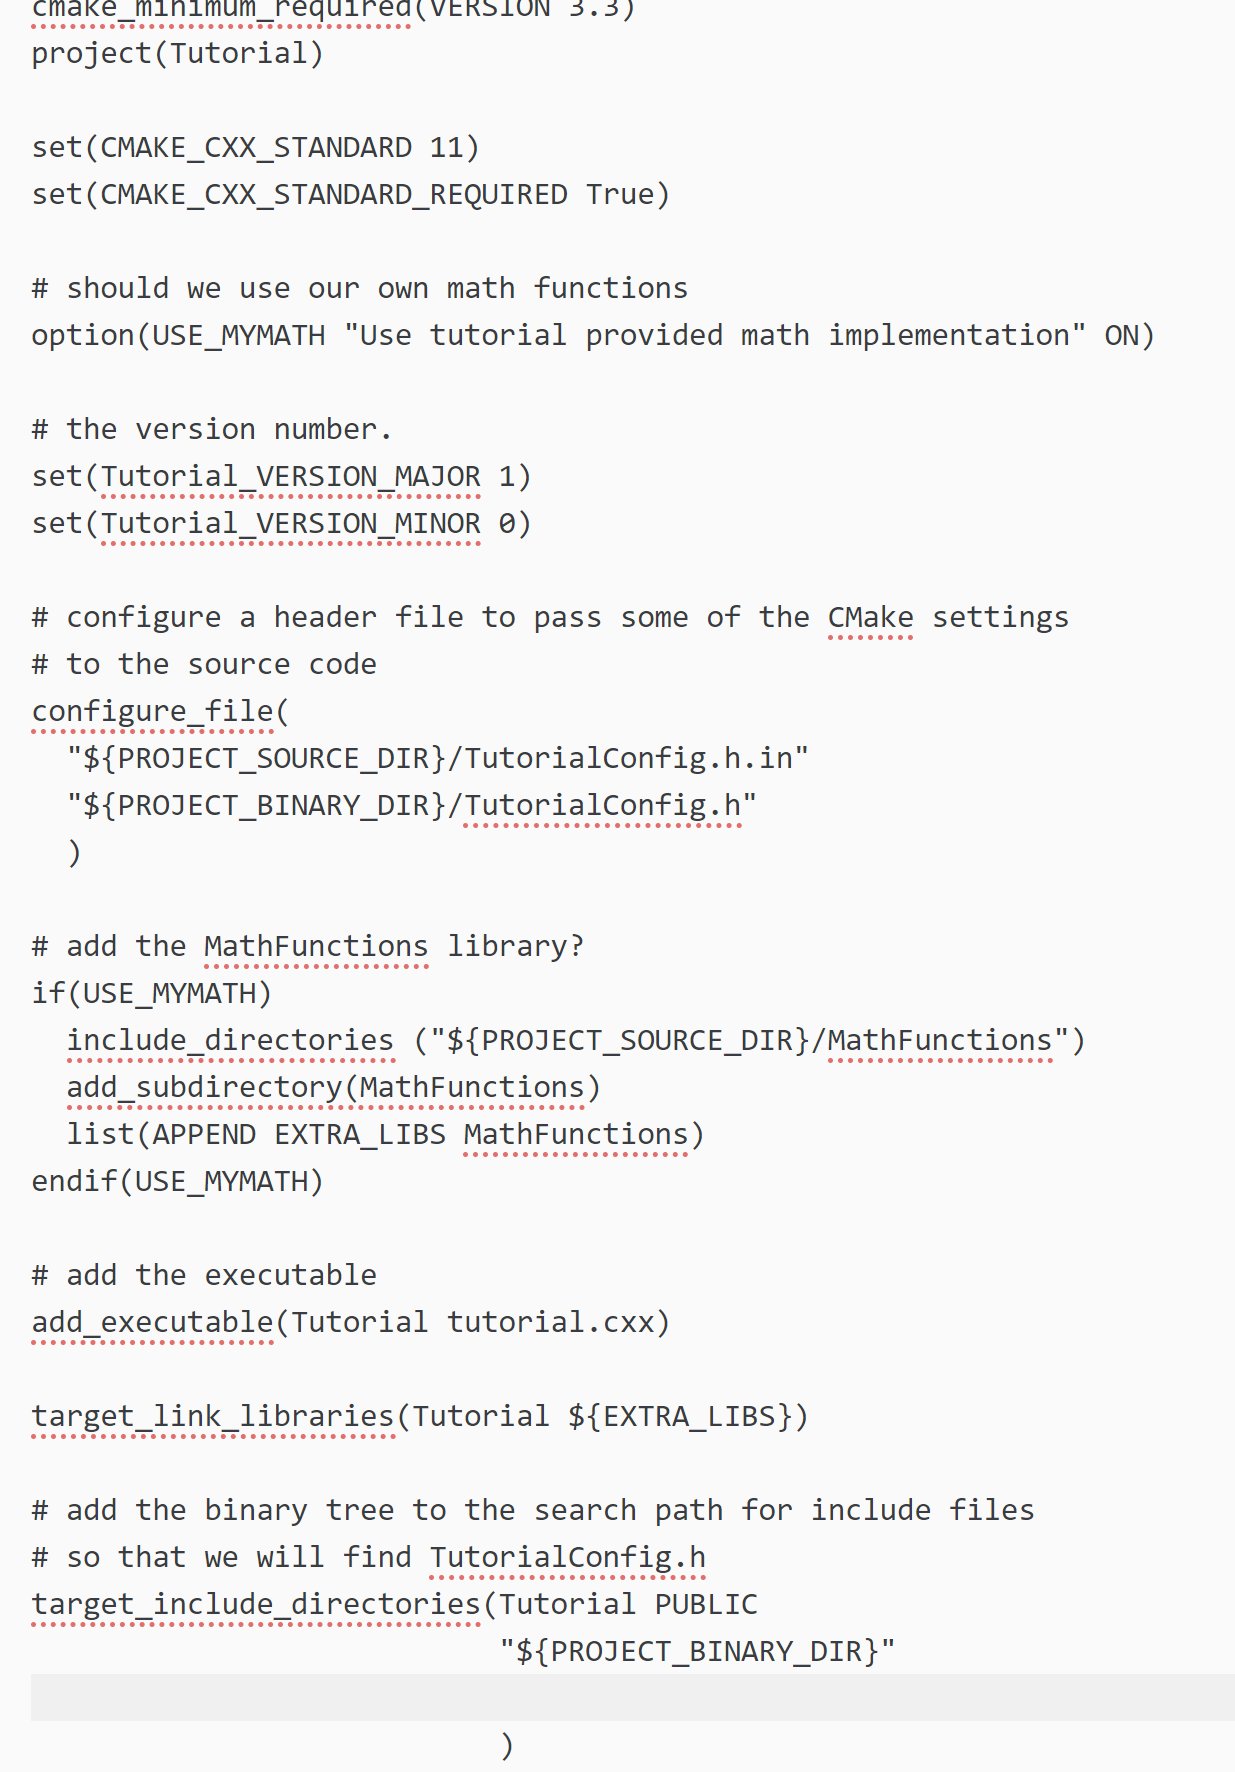 cmake_minimum_required(VERSION 3.3)
project(Tutorial)
set(CMAKE_CXX_STANDARD 11)
set(CMAKE_CXX_STANDARD_REQUIRED True)
# should we use our own math functions
option(USE_MYMATH "Use tutorial provided math implementation" ON)
# the version number.
set(Tutorial_VERSION_MAJOR 1)
set(Tutorial_VERSION_MINOR 0)
# configure a header file to pass some of the CMake settings
# to the source code
configure_file(
"${PROJECT_SOURCE_DIR}/TutorialConfig.h.in"
"${PROJECT_BINARY_DIR}/TutorialConfig.h"
)
# add the MathFunctions library?
if(USE_MYMATH)
include_directories ("${PROJECT_SOURCE_DIR}/MathFunctions")
add_subdirectory(MathFunctions)
list(APPEND EXTRA_LIBS MathFunctions)
endif(USE_MYMATH)
# add the executable
add_executable(Tutorial tutorial.cxx)
target_link_libraries(Tutorial ${EXTRA_LIBS})
# add the binary tree to the search path for include files
# so that we will find TutorialConfig.h
target_include_directories(Tutorial PUBLIC
"${PROJECT_BINARY_DIR}"
)